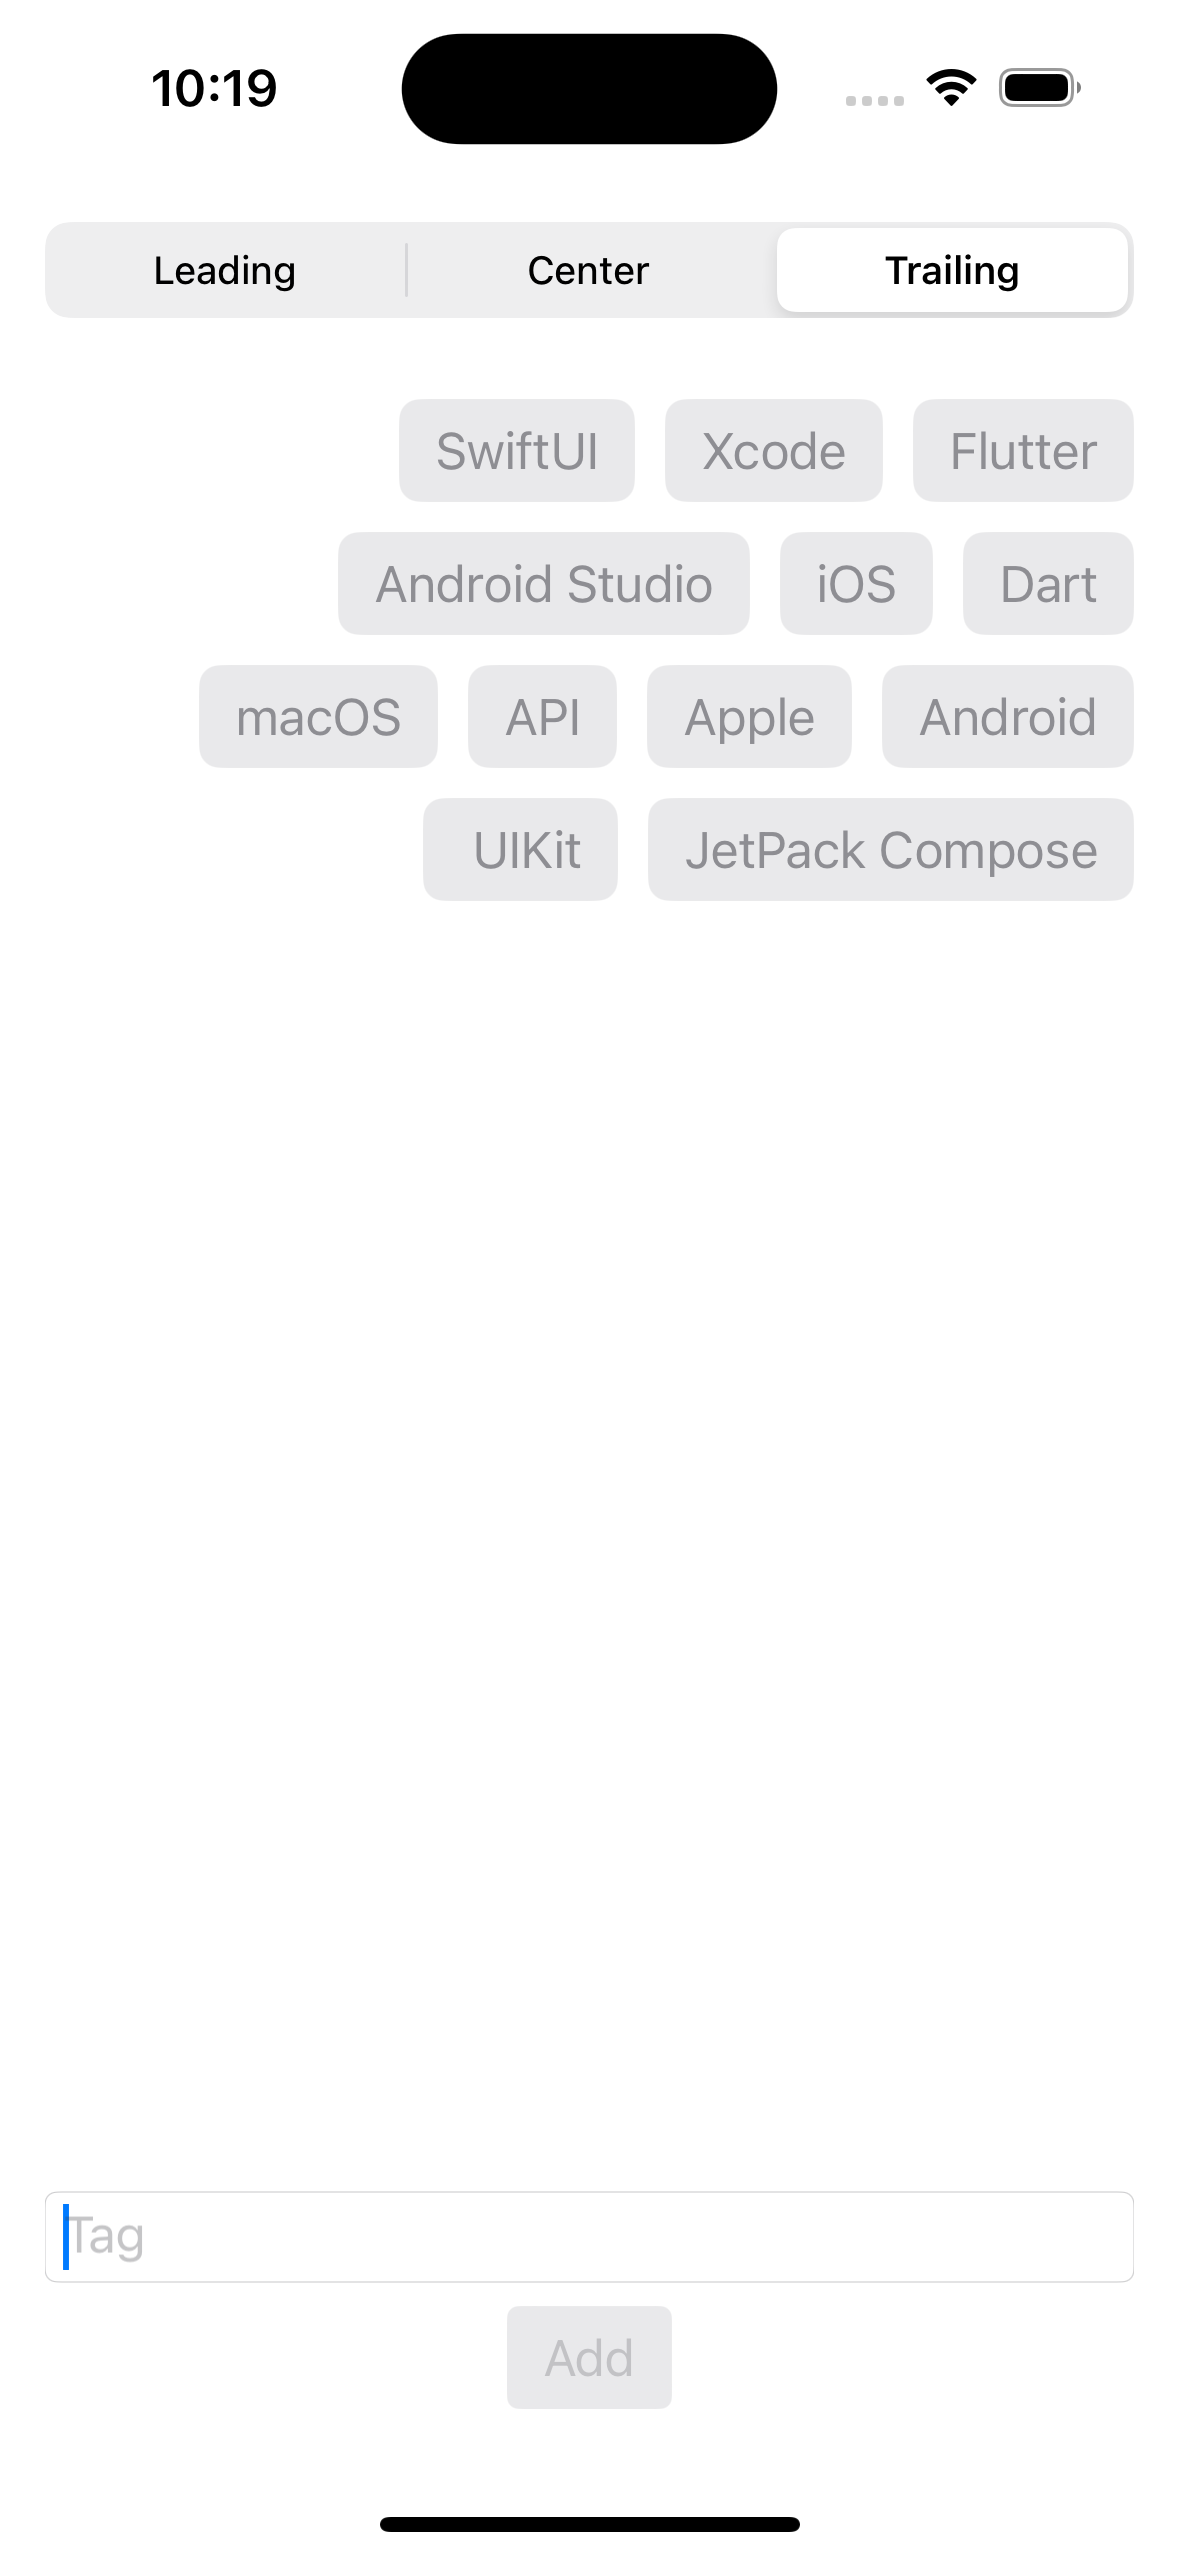 10:19
Leading Center Trailing
SwiftUI Xcode Flutter
Android Studio iOS Dart
macOS API Apple Android
UIKit JetPack Compose
Tag
Add